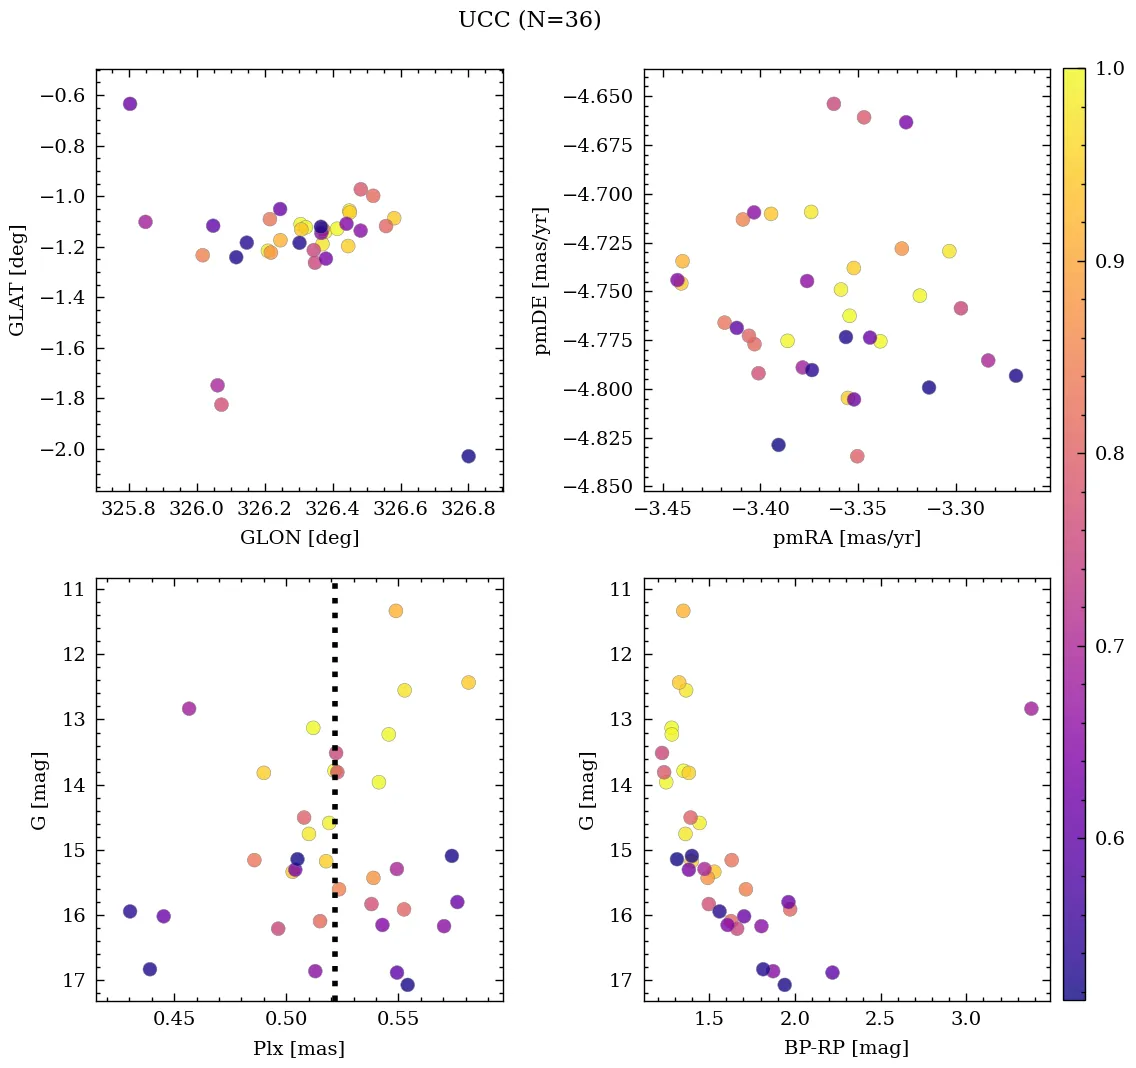 UCC (N=36)
−0.6
−0.8
−1.0
−1.2
−1.4
−1.6
−1.8
−2.0
GLAT [deg]
325.8 326.0 326.2 326.4 326.6 326.8
GLON [deg]
−4.650
−4.675
−4.700
−4.725
−4.750
−4.775
−4.800
−4.825
−4.850
pmDE [mas/yr]
−3.45 −3.40 −3.35 −3.30
pmRA [mas/yr]
1.0
0.9
0.8
0.7
0.6
11
12
13
14
15
16
17
G [mag]
0.45 0.50 0.55
Plx [mas]
11
12
13
14
15
16
17
G [mag]
1.5 2.0 2.5 3.0
BP-RP [mag]